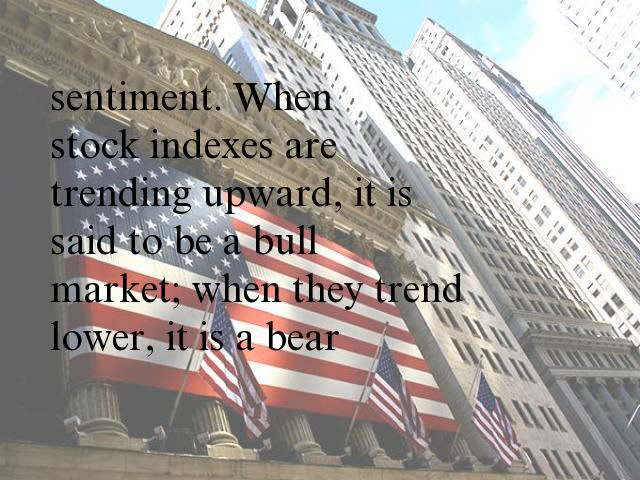 sentiment. When
stock indexes are
trending upward, it is
said to be a bull
market; when they trend
lower, it is a bear